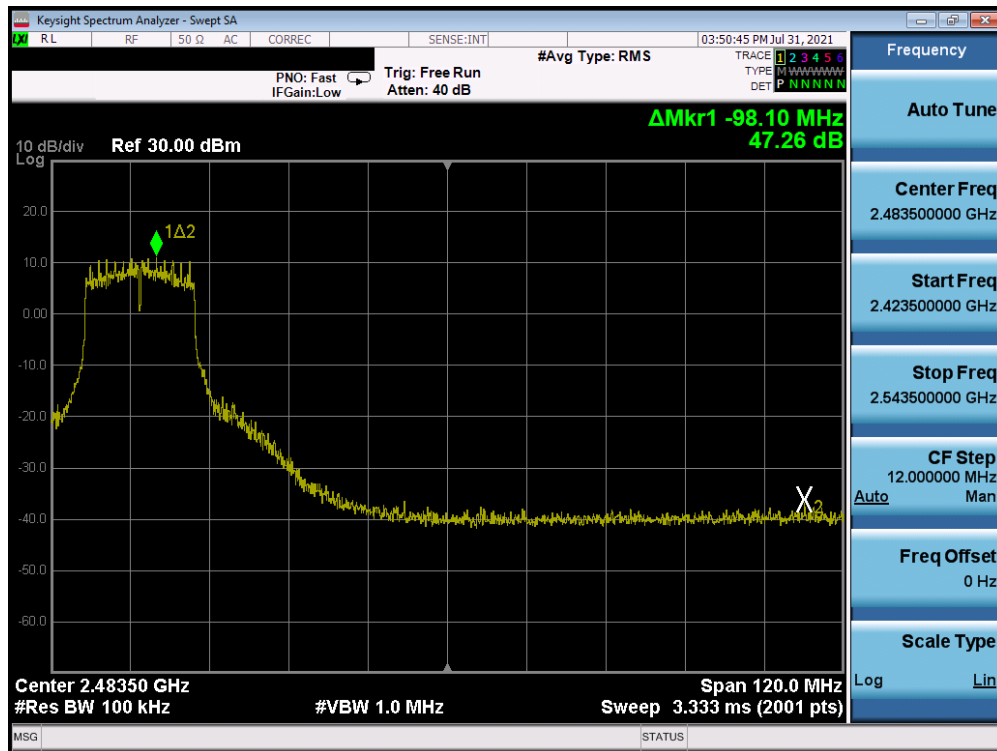 Keysight Spectrum Analyzer - Swept SA
LXI RL RF 50 Ω AC CORREC SENSE:INT 03:50:45 PM Jul 31, 2021
Frequency
#Avg Type: RMS
TRACE 1 2 3 4 5 6
PNO: Fast Trig: Free Run
TYPE M WWWWW
IFGain:Low Atten: 40 dB
DET P N N N N N
Auto Tune
ΔMkr1 -98.10 MHz
47.26 dB
10 dB/div Ref 30.00 dBm
Log
20.0
10.0
0.00
-10.0
-20.0
-30.0
-40.0
-50.0
-60.0
1Δ2
X2
Center Freq
2.483500000 GHz
Start Freq
2.423500000 GHz
Stop Freq
2.543500000 GHz
CF Step
12.000000 MHz
Auto Man
Freq Offset
0 Hz
Scale Type
Log Lin
Center 2.48350 GHz Span 120.0 MHz
#Res BW 100 kHz #VBW 1.0 MHz Sweep 3.333 ms (2001 pts)
MSG STATUS